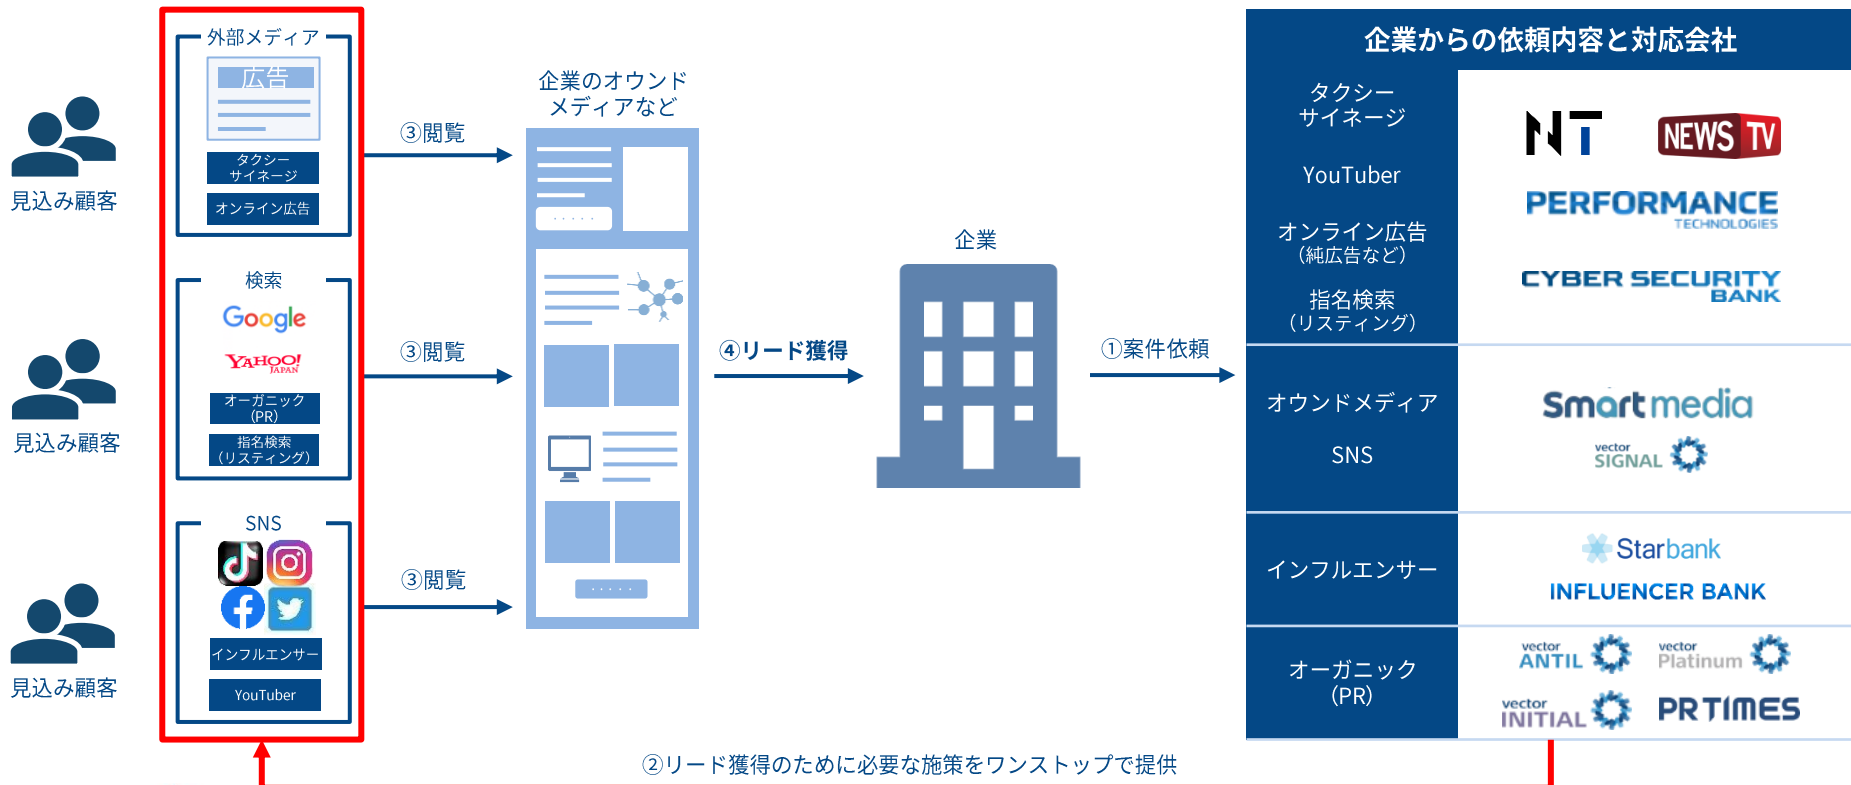 外部メディア
広告
タクシー
サイネージ
オンライン広告
見込み顧客
③閲覧
検索
Google
YAHOO!
JAPAN
オーガニック
(PR)
指名検索
（リスティング）
見込み顧客
③閲覧
SNS
インフルエンサー
YouTuber
見込み顧客
③閲覧
企業のオウンド
メディアなど
④リード獲得
企業
①案件依頼
企業からの依頼内容と対応会社
タクシー
サイネージ
YouTuber
オンライン広告
（純広告など）
指名検索
（リスティング）
NT
NEWS TV
PERFORMANCE
TECHNOLOGIES
CYBER SECURITY
BANK
オウンドメディア
SNS
Smartmedia
vector
SIGNAL
インフルエンサー
Starbank
INFLUENCER BANK
オーガニック
(PR)
vector
ANTIL
vector
Platinum
vector
INITIAL
PR TIMES
②リード獲得のために必要な施策をワンストップで提供